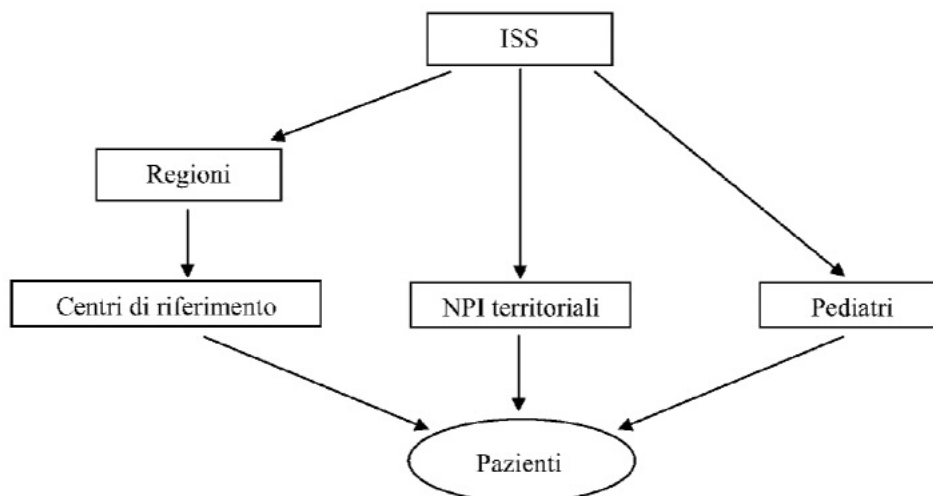 ISS
Regioni
Centri di riferimento
NPI territoriali
Pediatri
Pazienti